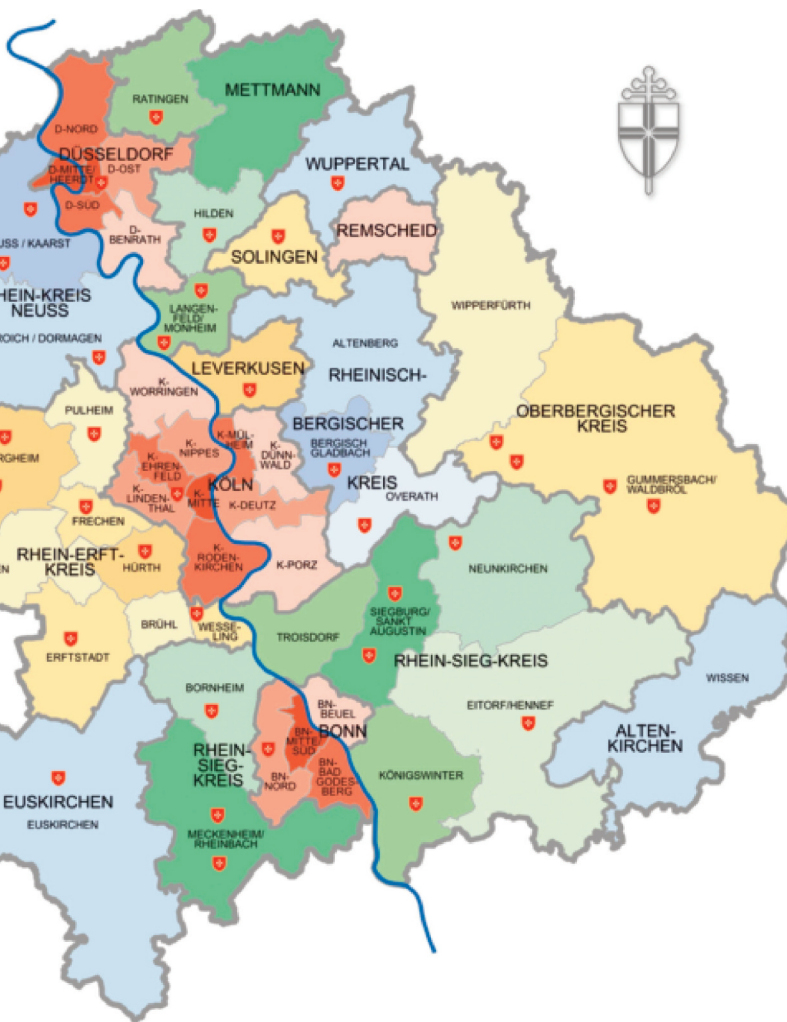 METTMANN
RATINGEN
D-NORD
DÜSSELDORF
D-MITTE/
HEERDT
D-OST
D-SÜD
D-
BENRATH
WUPPERTAL
HILDEN
REMSCHEID
SOLINGEN
USS / KAARST
HEIN-KREIS
NEUSS
ROICH / DORMAGEN
LANGEN-
FELD/
MONHEIM
WIPPERFÜRTH
ALTENBERG
RHEINISCH-
BERGISCHER
KREIS
BERGISCH
GLADBACH
OVERATH
LEVERKUSEN
K-
WORRINGEN
PULHEIM
OBERBERGISCHER
KREIS
GUMMERSBACH/
WALDBRÖL
RGHEIM
K-
NIPPES
K-MÜL-
HEIM
K-
DÜNN-
WALD
K-
EHREN-
FELD
KÖLN
K-
LINDEN-
THAL
K-
MITTE
K-DEUTZ
FRECHEN
RHEIN-ERFT-
KREIS
HÜRTH
EN
K-
RODEN-
KIRCHEN
K-PORZ
NEUNKIRCHEN
BRÜHL
WESSE-
LING
TROISDORF
SIEGBURG/
SANKT
AUGUSTIN
ERFTSTADT
RHEIN-SIEG-KREIS
WISSEN
BORNHEIM
BN-
BEUEL
EITORF/HENNEF
BONN
BN-
MITTE/
SÜD
ALTEN-
KIRCHEN
RHEIN-
SIEG-
KREIS
BN-
NORD
BN-
BAD
GODES-
BERG
KÖNIGSWINTER
EUSKIRCHEN
EUSKIRCHEN
MECKENHEIM/
RHEINBACH